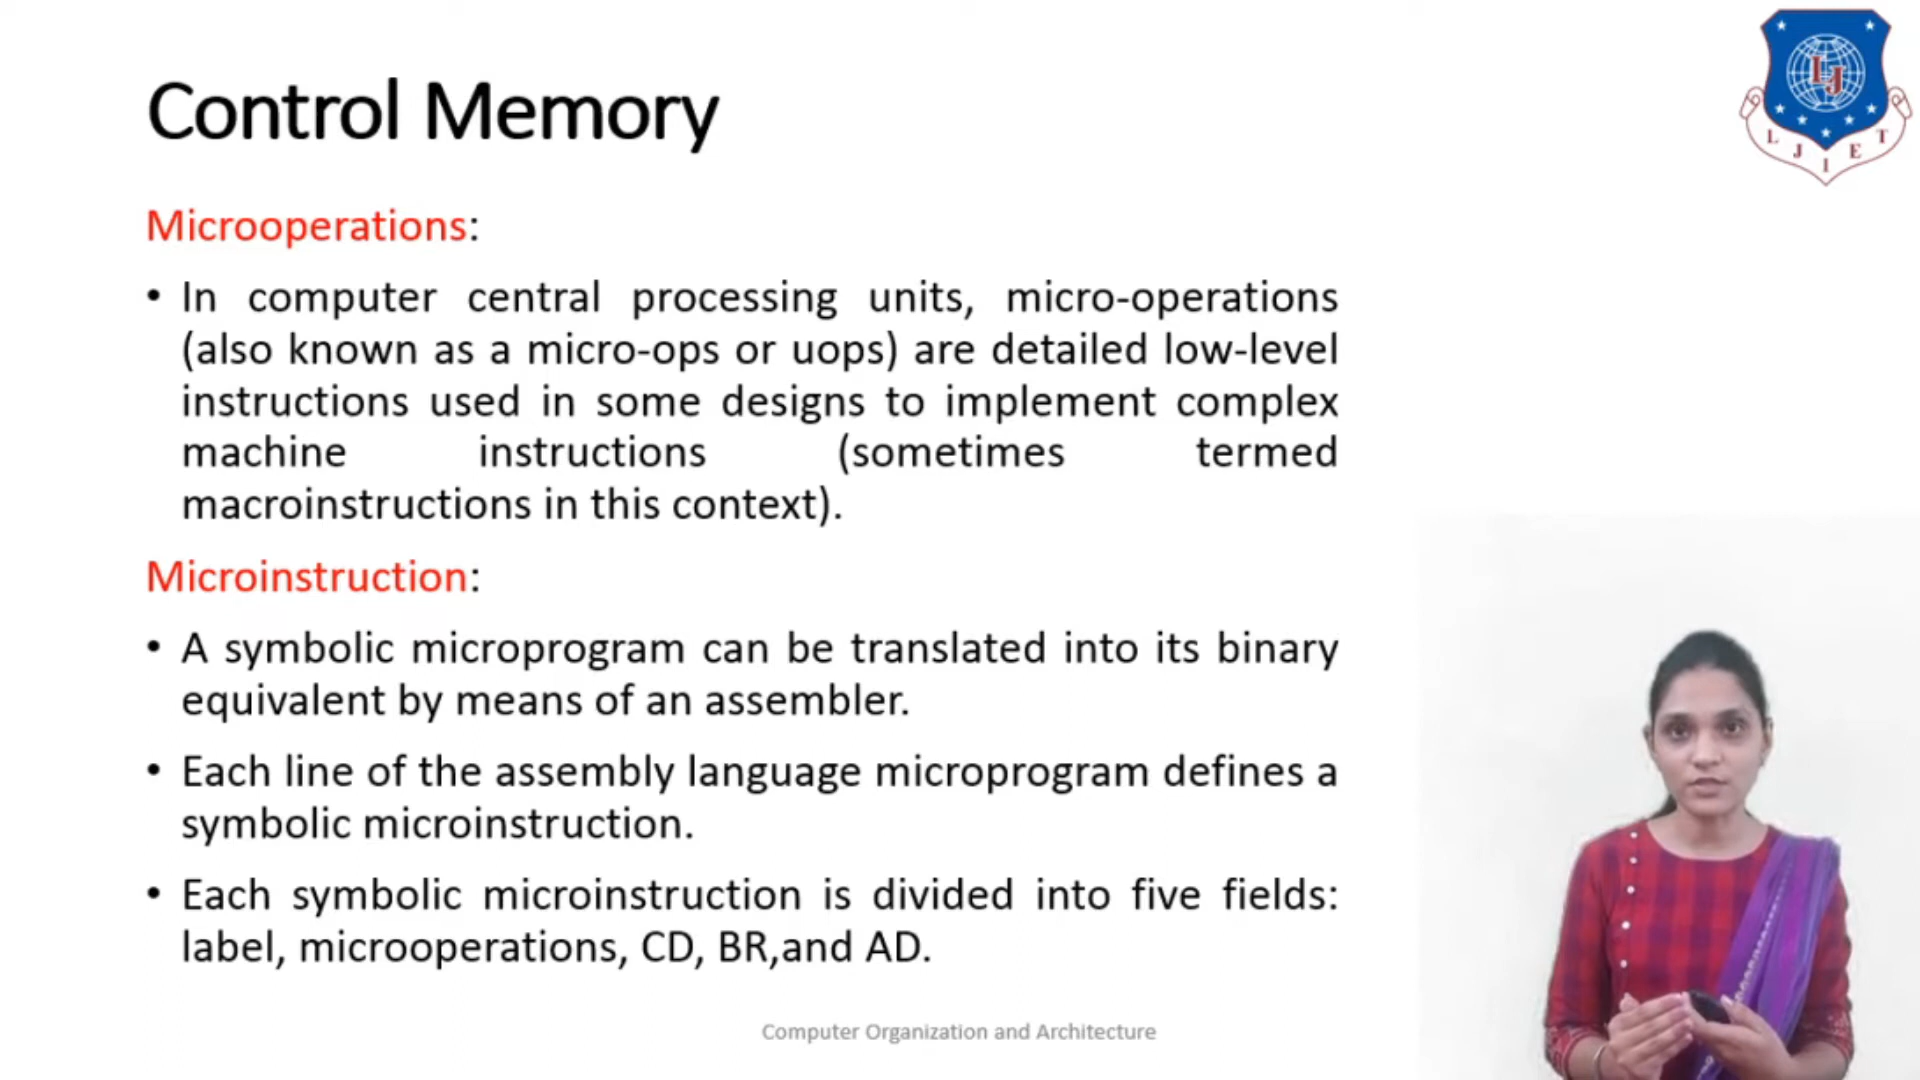 Control Memory
L J I E T
LJ
Microoperations:
• In computer central processing units, micro-operations
(also known as a micro-ops or uops) are detailed low-level
instructions used in some designs to implement complex
machine instructions (sometimes termed
macroinstructions in this context).
Microinstruction:
• A symbolic microprogram can be translated into its binary
equivalent by means of an assembler.
• Each line of the assembly language microprogram defines a
symbolic microinstruction.
• Each symbolic microinstruction is divided into five fields:
label, microoperations, CD, BR,and AD.
Computer Organization and Architecture